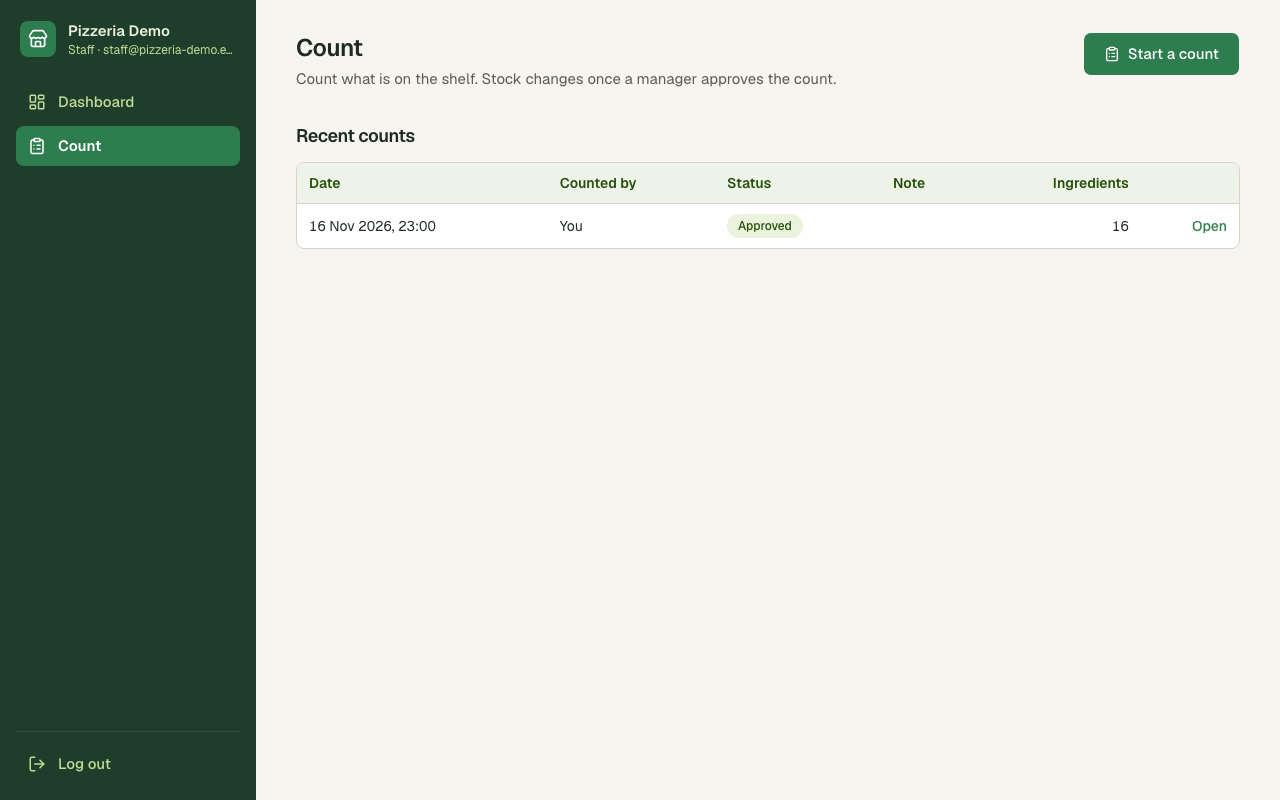 Pizzeria Demo
Staff · staff@pizzeria-demo.e...
Dashboard
Count
Log out
Count
Count what is on the shelf. Stock changes once a manager approves the count.
Start a count
Recent counts
Date Counted by Status Note Ingredients
16 Nov 2026, 23:00 You Approved 16 Open